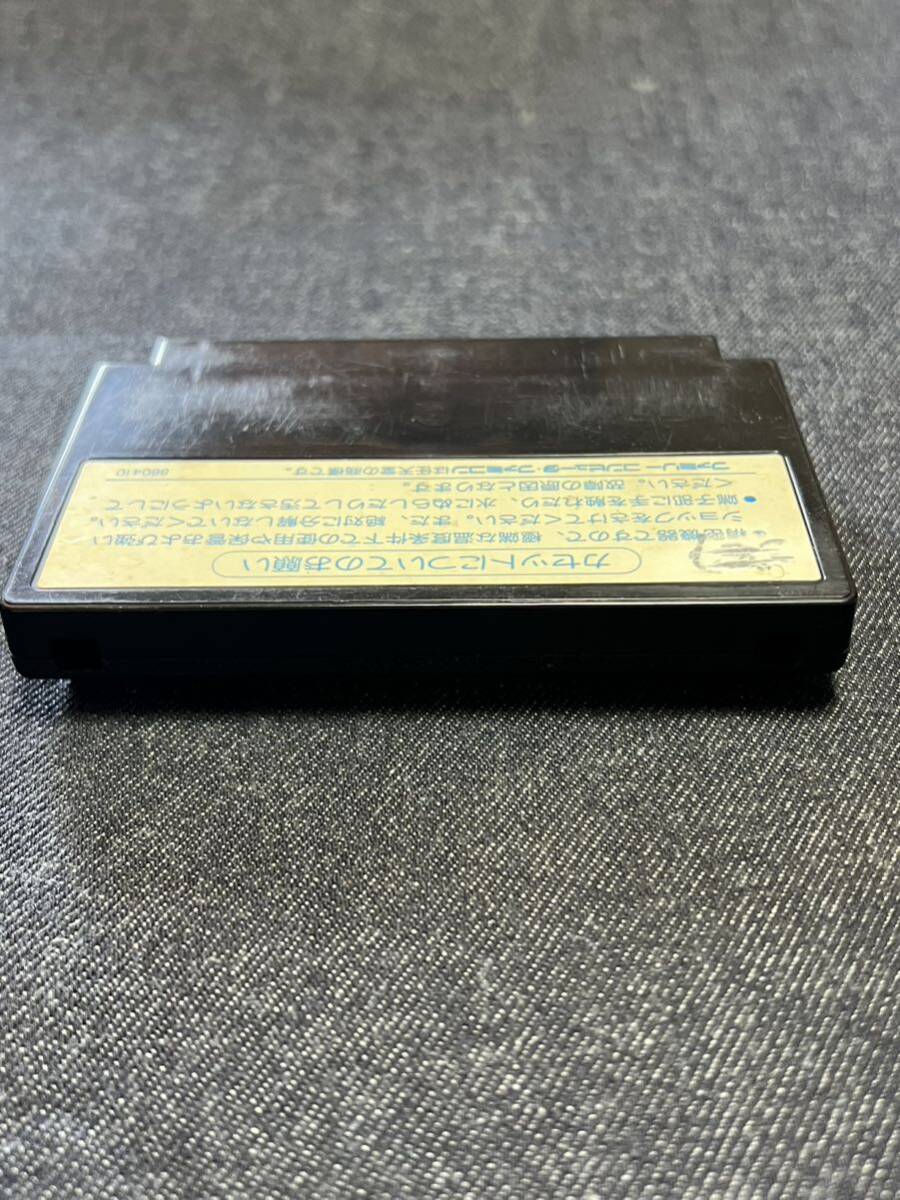 カセットについてのお願い
●精密機器ですので、極端な温度条件下での使用や保管および強い
ショックをさけてください。また、絶対に分解しないでください。
●端子部に手を触れたり、水にぬらしたりして汚さないようにして
ください。故障の原因となります。
ファミリーコンピュータ・ファミコンは任天堂の商標です。 860410